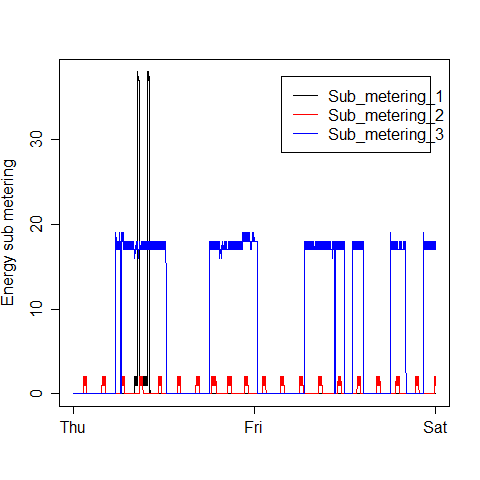 Sub_metering_1
Sub_metering_2
Sub_metering_3
Energy sub metering
30
20
10
0
Thu Fri Sat